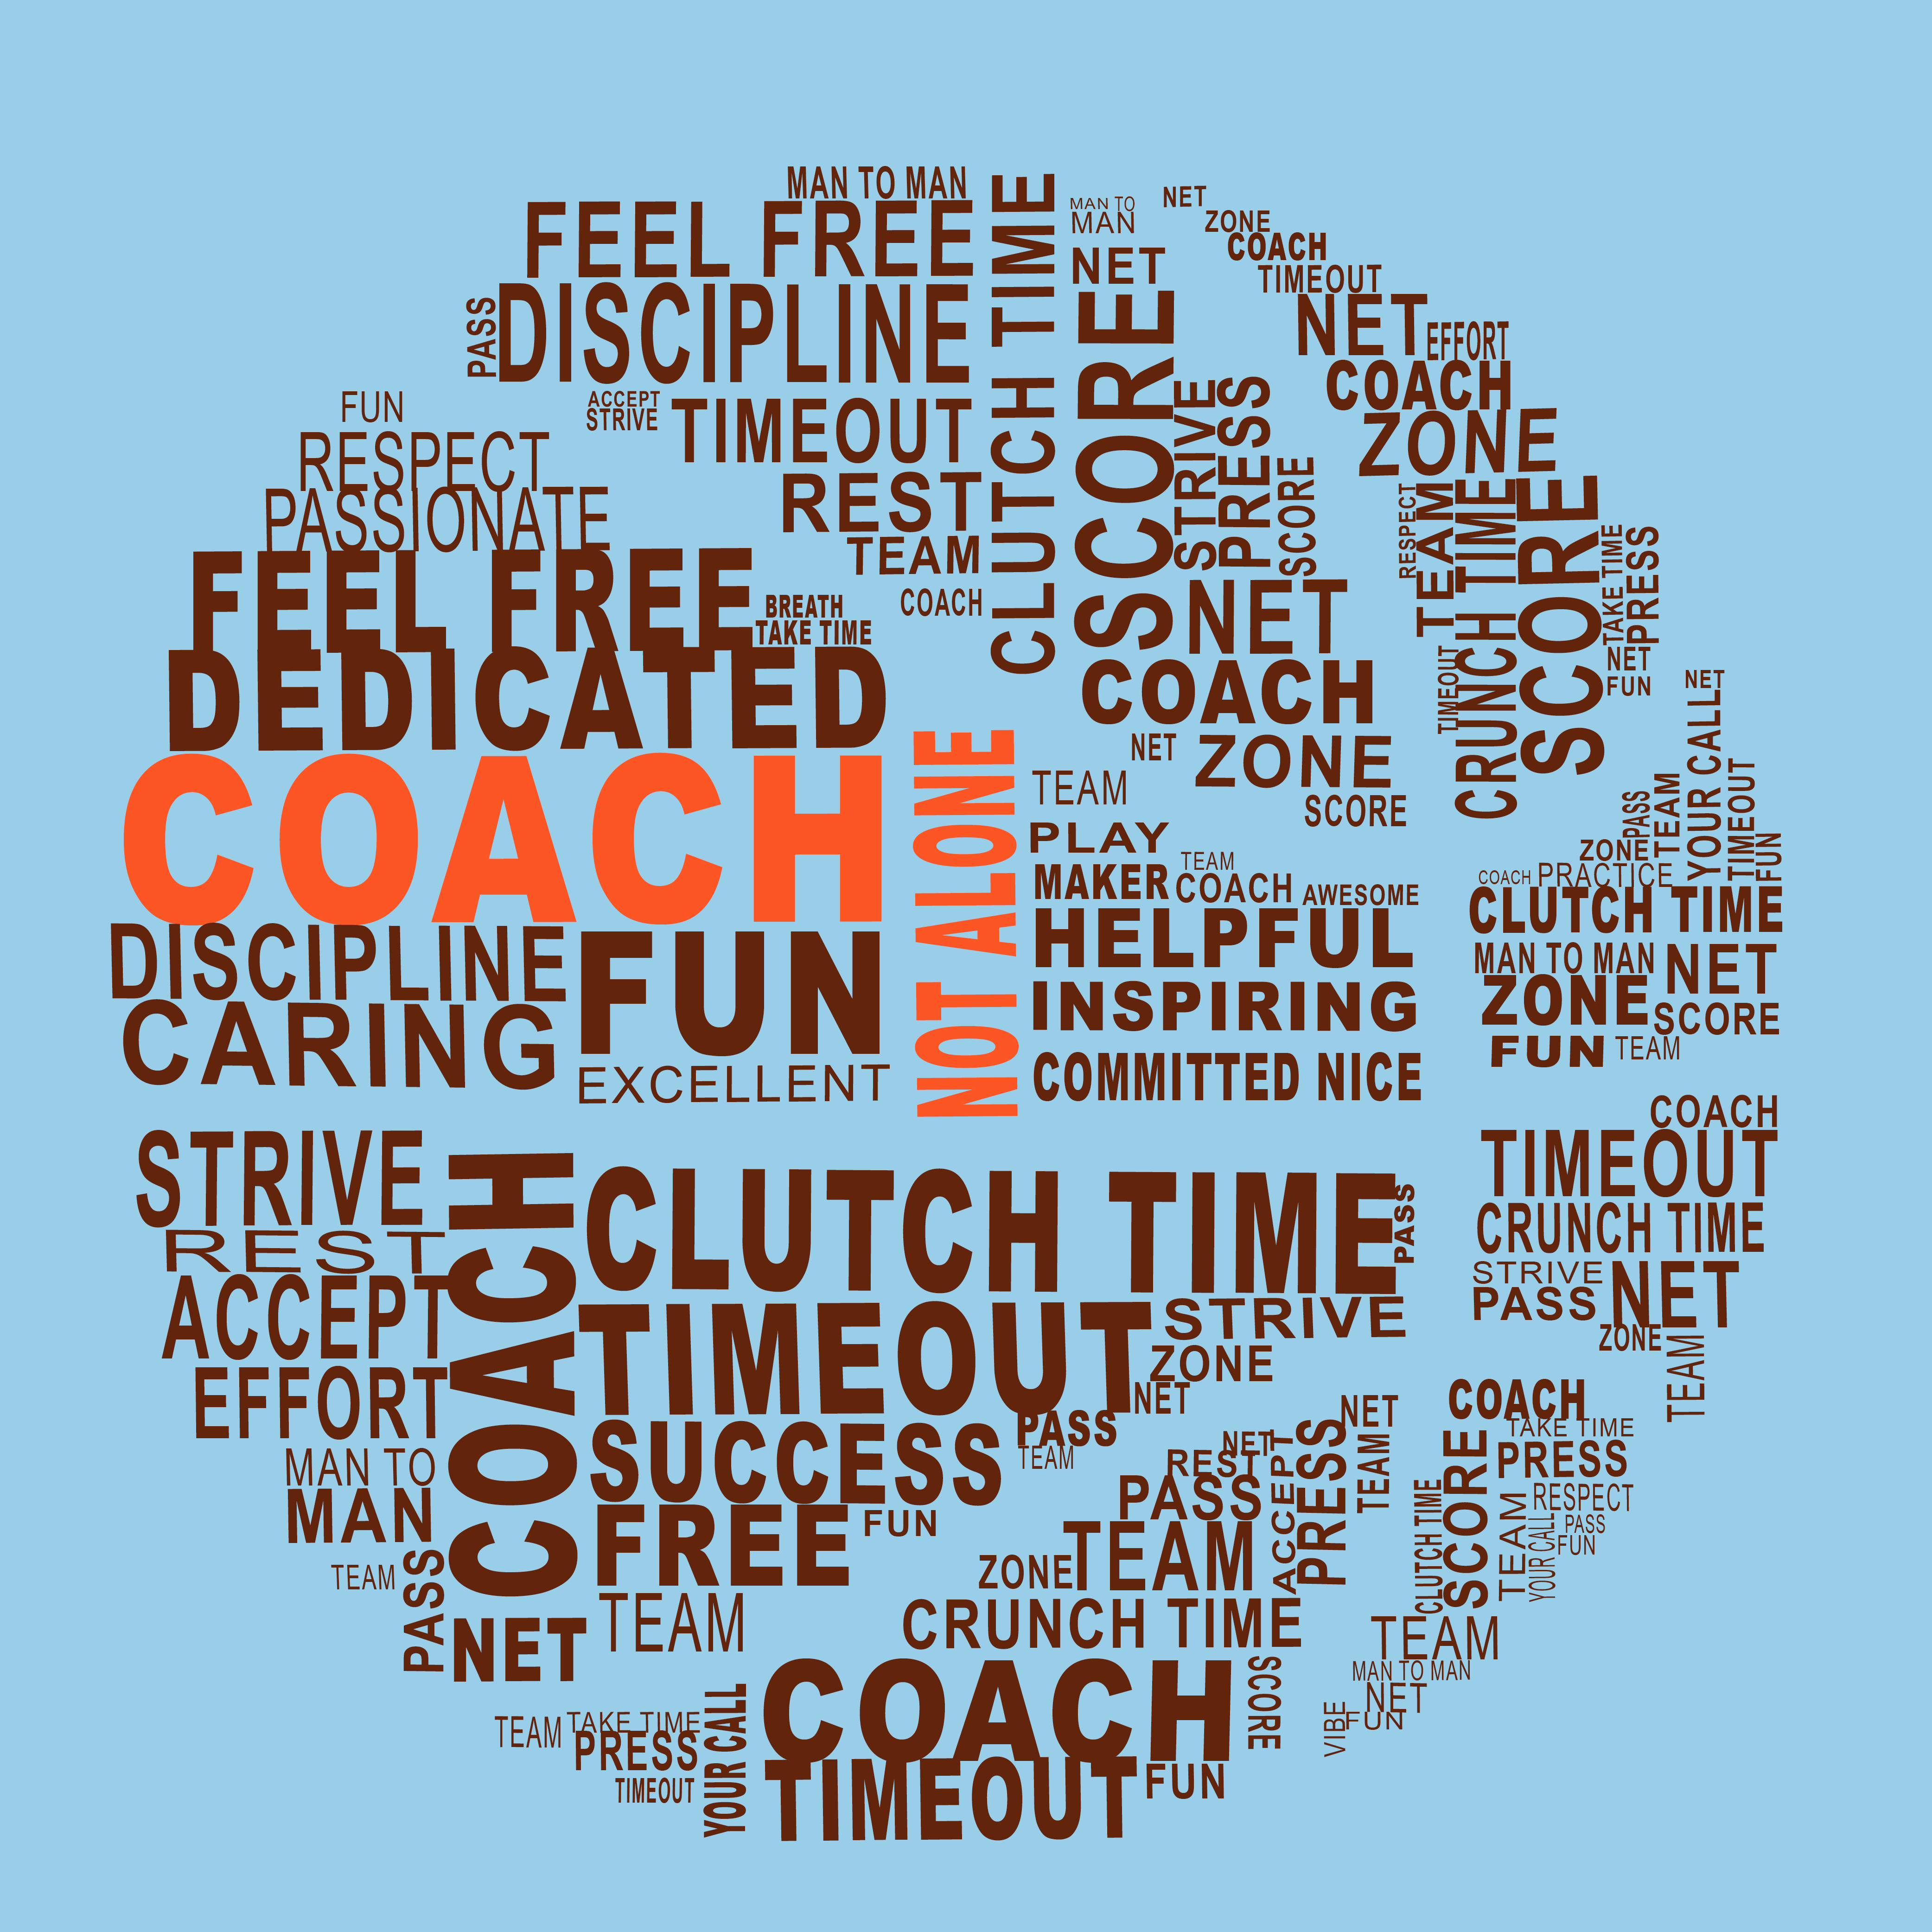 MAN TO MAN
FEEL FREE
DISCIPLINE
PASS
ACCEPT
STRIVE
TIMEOUT
REST
TEAM
COACH
CLUTCH TIME
FUN
RESPECT
PASSIONATE
FEEL FREE
BREATH
TAKE TIME
DEDICATED
COACH
DISCIPLINE
CARING
FUN
EXCELLENT
NOT ALONE
MAN TO
MAN
NET
SCORE
STRIVE
PRESS
SCORE
NET
COACH
NET
ZONE
SCORE
TEAM
PLAY
MAKER
TEAM
COACH
AWESOME
HELPFUL
INSPIRING
COMMITTED NICE
NET
ZONE
COACH
TIMEOUT
NET
EFFORT
COACH
ZONE
RESPECT
TEAM
TIMEOUT
CRUNCH TIME
SCORE
TAKE TIME
PRESS
NET
FUN
NET
PASS
TEAM
YOUR CALL
TIMEOUT
FUN
ZONE
COACH
PRACTICE
CLUTCH TIME
MAN TO MAN
NET
ZONE
SCORE
FUN
TEAM
STRIVE
REST
ACCEPT
EFFORT
MAN TO
MAN
TEAM
PASS
COACH
NET
CLUTCH TIME
PASS
TIMEOUT
STRIVE
ZONE
NET
SUCCESS
PASS
TEAM
FREE
FUN
TEAM
NET
REST
PASS
ZONE
TEAM
ACCEPT
PRESS
NET
TEAM
CRUNCH TIME
COACH
SCORE
TIMEOUT
FUN
TEAM
TAKE TIME
PRESS
TIMEOUT
YOUR CALL
COACH
TIMEOUT
CRUNCH TIME
STRIVE
PASS
NET
ZONE
TEAM
COACH
TAKE TIME
PRESS
CLUTCH TIME
SCORE
TEAM
YOUR CALL
RESPECT
PASS
FUN
TEAM
MAN TO MAN
NET
FUN
VIBE